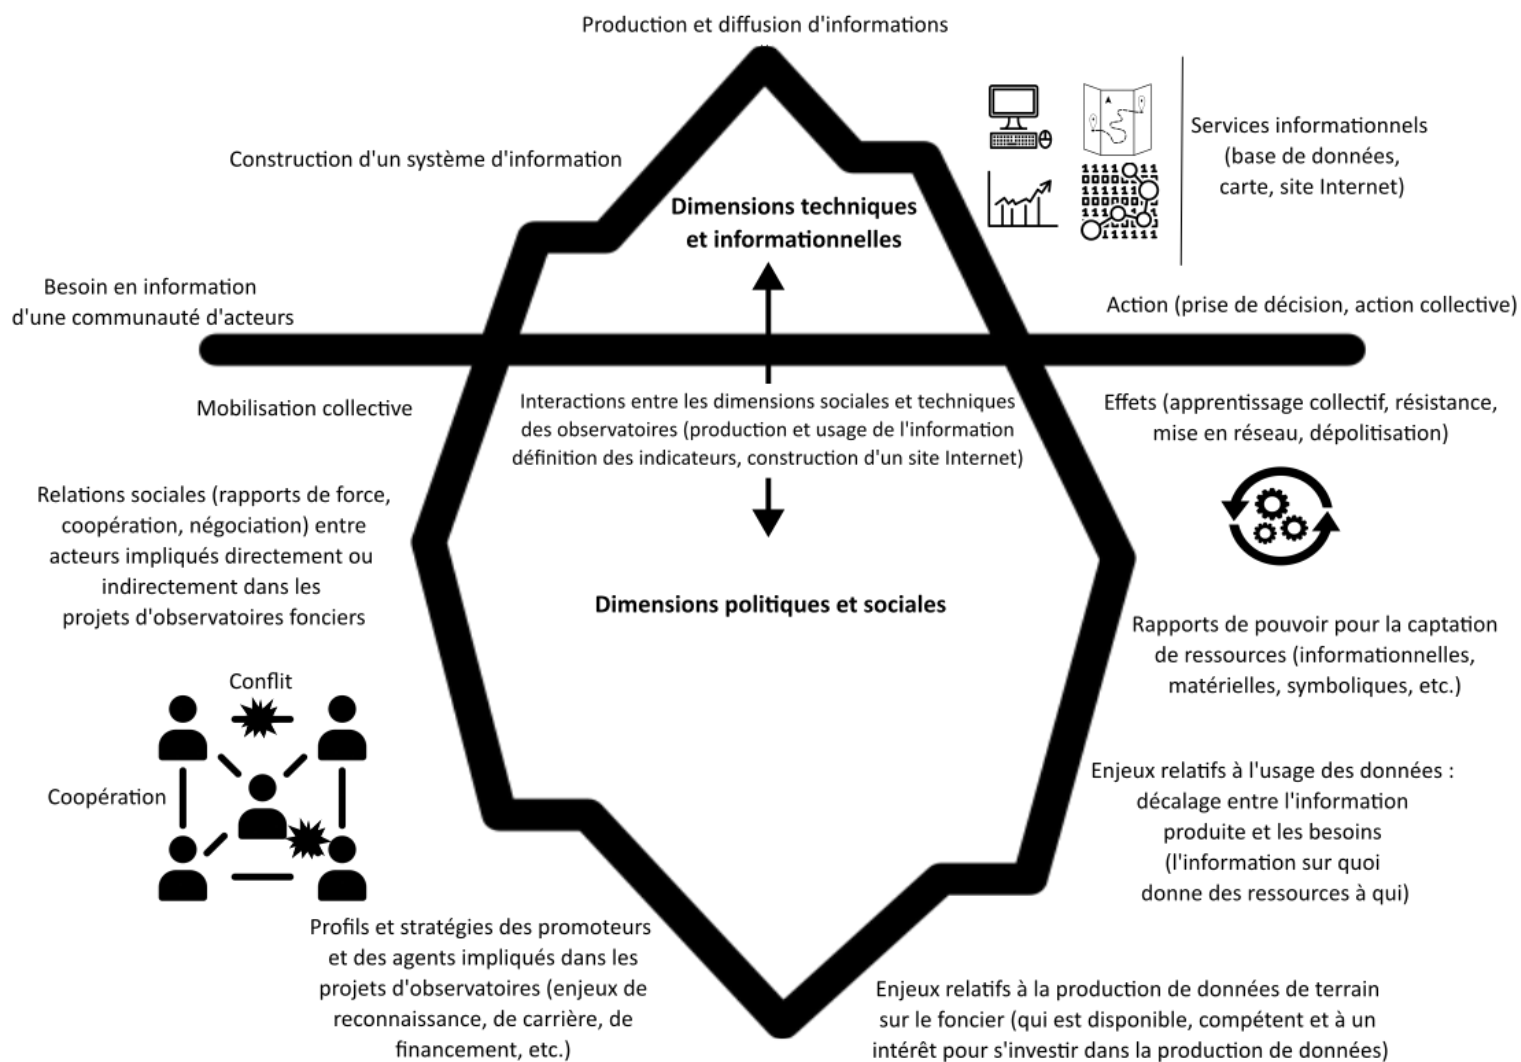 Production et diffusion d'informations
Construction d'un système d'information
Services informationnels
(base de données,
carte, site Internet)
Dimensions techniques
et informationnelles
Besoin en information
d'une communauté d'acteurs
Action (prise de décision, action collective)
Mobilisation collective
Interactions entre les dimensions sociales et techniques
des observatoires (production et usage de l'information
définition des indicateurs, construction d'un site Internet)
Effets (apprentissage collectif, résistance,
mise en réseau, dépolitisation)
Relations sociales (rapports de force,
coopération, négociation) entre
acteurs impliqués directement ou
indirectement dans les
projets d'observatoires fonciers
Dimensions politiques et sociales
Rapports de pouvoir pour la captation
de ressources (informationnelles,
matérielles, symboliques, etc.)
Conflit
Coopération
Enjeux relatifs à l'usage des données :
décalage entre l'information
produite et les besoins
(l'information sur quoi
donne des ressources à qui)
Profils et stratégies des promoteurs
et des agents impliqués dans les
projets d'observatoires (enjeux de
reconnaissance, de carrière, de
financement, etc.)
Enjeux relatifs à la production de données de terrain
sur le foncier (qui est disponible, compétent et à un
intérêt pour s'investir dans la production de données)